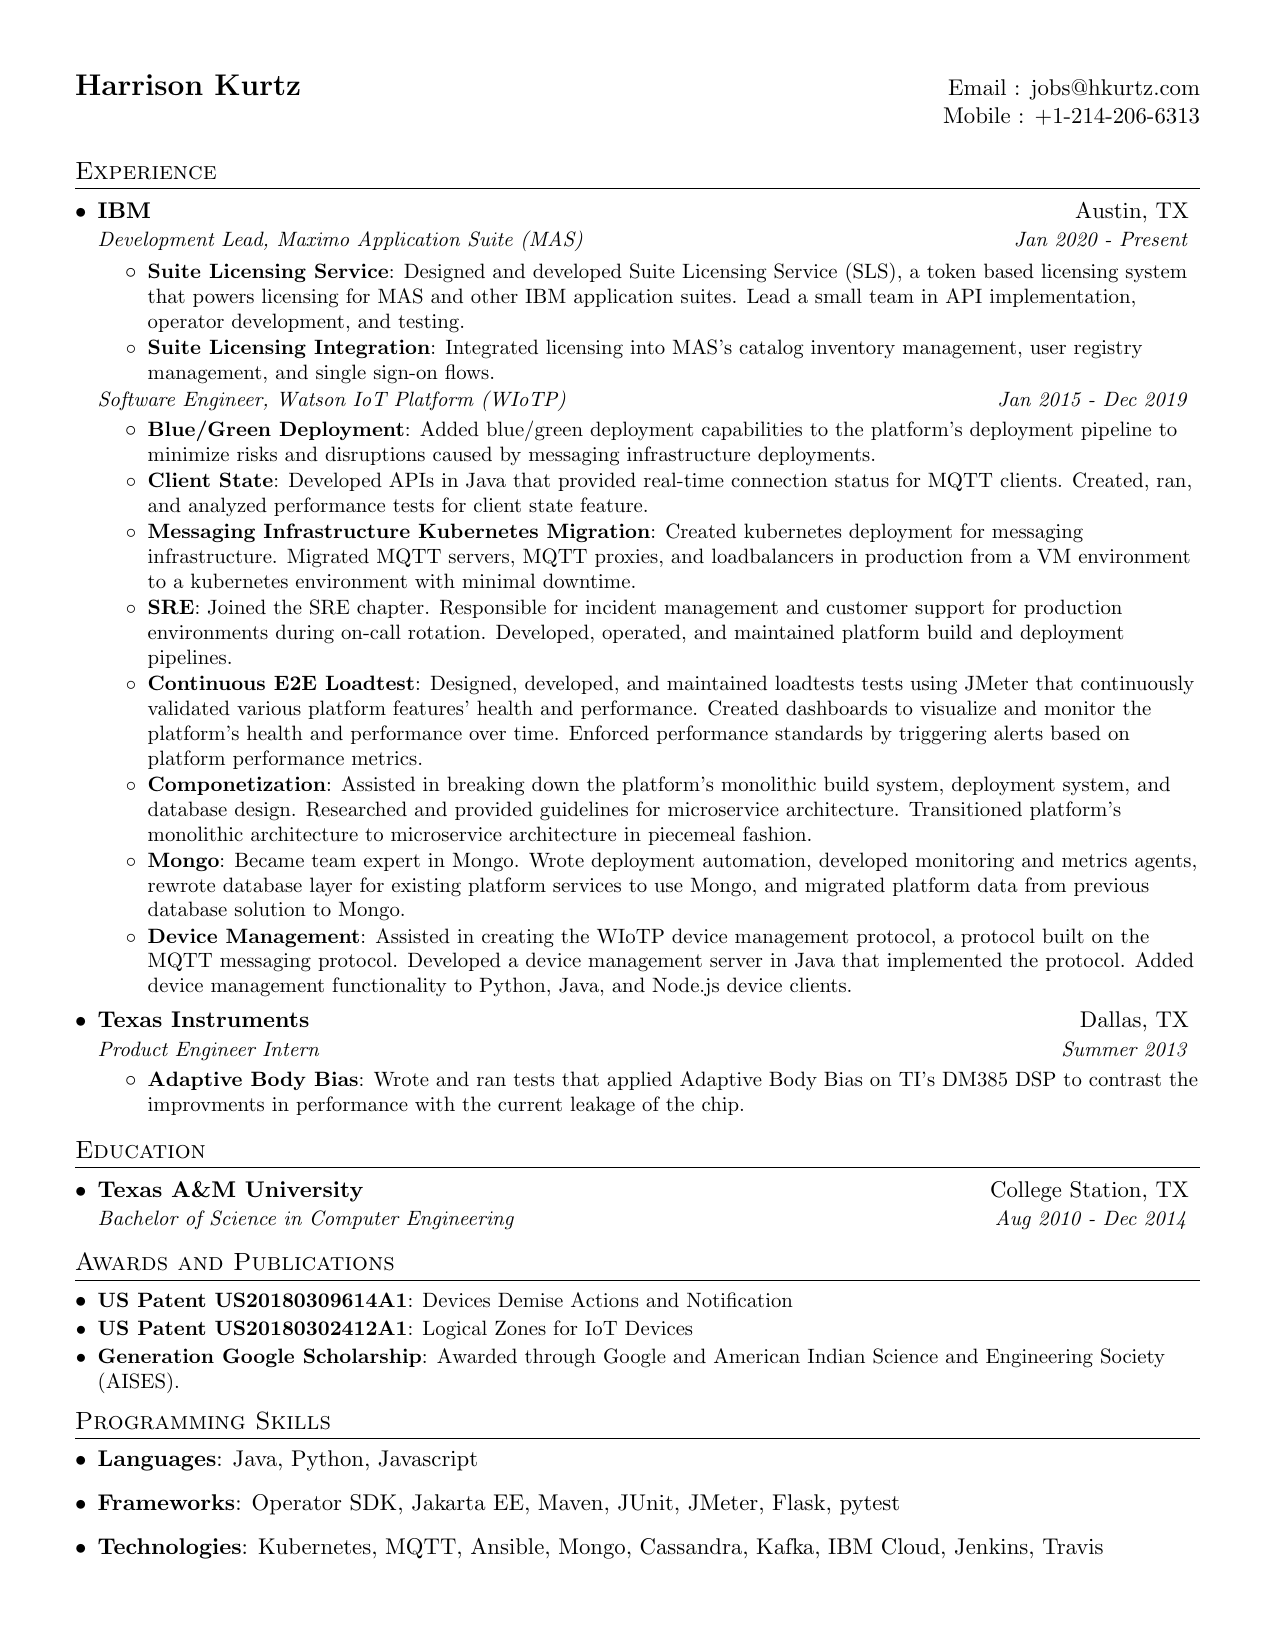 Harrison Kurtz
Email : jobs@hkurtz.com
Mobile : +1-214-206-6313
Experience
• IBM Austin, TX
Development Lead, Maximo Application Suite (MAS) Jan 2020 - Present
◦ Suite Licensing Service: Designed and developed Suite Licensing Service (SLS), a token based licensing system
that powers licensing for MAS and other IBM application suites. Lead a small team in API implementation,
operator development, and testing.
◦ Suite Licensing Integration: Integrated licensing into MAS's catalog inventory management, user registry
management, and single sign-on flows.
Software Engineer, Watson IoT Platform (WIoTP) Jan 2015 - Dec 2019
◦ Blue/Green Deployment: Added blue/green deployment capabilities to the platform's deployment pipeline to
minimize risks and disruptions caused by messaging infrastructure deployments.
◦ Client State: Developed APIs in Java that provided real-time connection status for MQTT clients. Created, ran,
and analyzed performance tests for client state feature.
◦ Messaging Infrastructure Kubernetes Migration: Created kubernetes deployment for messaging
infrastructure. Migrated MQTT servers, MQTT proxies, and loadbalancers in production from a VM environment
to a kubernetes environment with minimal downtime.
◦ SRE: Joined the SRE chapter. Responsible for incident management and customer support for production
environments during on-call rotation. Developed, operated, and maintained platform build and deployment
pipelines.
◦ Continuous E2E Loadtest: Designed, developed, and maintained loadtests tests using JMeter that continuously
validated various platform features' health and performance. Created dashboards to visualize and monitor the
platform's health and performance over time. Enforced performance standards by triggering alerts based on
platform performance metrics.
◦ Componetization: Assisted in breaking down the platform's monolithic build system, deployment system, and
database design. Researched and provided guidelines for microservice architecture. Transitioned platform's
monolithic architecture to microservice architecture in piecemeal fashion.
◦ Mongo: Became team expert in Mongo. Wrote deployment automation, developed monitoring and metrics agents,
rewrote database layer for existing platform services to use Mongo, and migrated platform data from previous
database solution to Mongo.
◦ Device Management: Assisted in creating the WIoTP device management protocol, a protocol built on the
MQTT messaging protocol. Developed a device management server in Java that implemented the protocol. Added
device management functionality to Python, Java, and Node.js device clients.
• Texas Instruments Dallas, TX
Product Engineer Intern Summer 2013
◦ Adaptive Body Bias: Wrote and ran tests that applied Adaptive Body Bias on TI's DM385 DSP to contrast the
improvments in performance with the current leakage of the chip.
Education
• Texas A&M University College Station, TX
Bachelor of Science in Computer Engineering Aug 2010 - Dec 2014
Awards and Publications
• US Patent US20180309614A1: Devices Demise Actions and Notification
• US Patent US20180302412A1: Logical Zones for IoT Devices
• Generation Google Scholarship: Awarded through Google and American Indian Science and Engineering Society
(AISES).
Programming Skills
• Languages: Java, Python, Javascript
• Frameworks: Operator SDK, Jakarta EE, Maven, JUnit, JMeter, Flask, pytest
• Technologies: Kubernetes, MQTT, Ansible, Mongo, Cassandra, Kafka, IBM Cloud, Jenkins, Travis